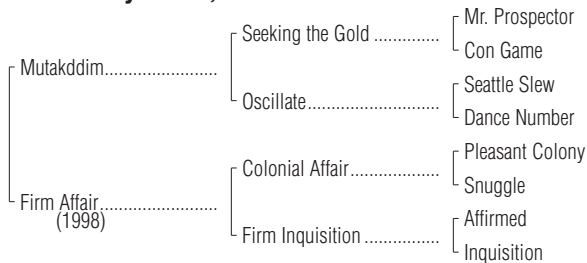 Mr. Prospector
Seeking the Gold ..............
Con Game
Mutakddim........................
Seattle Slew
Oscillate............................
Dance Number
Pleasant Colony
Colonial Affair...................
Snuggle
Firm Affair.........................
(1998)
Affirmed
Firm Inquisition ................
Inquisition